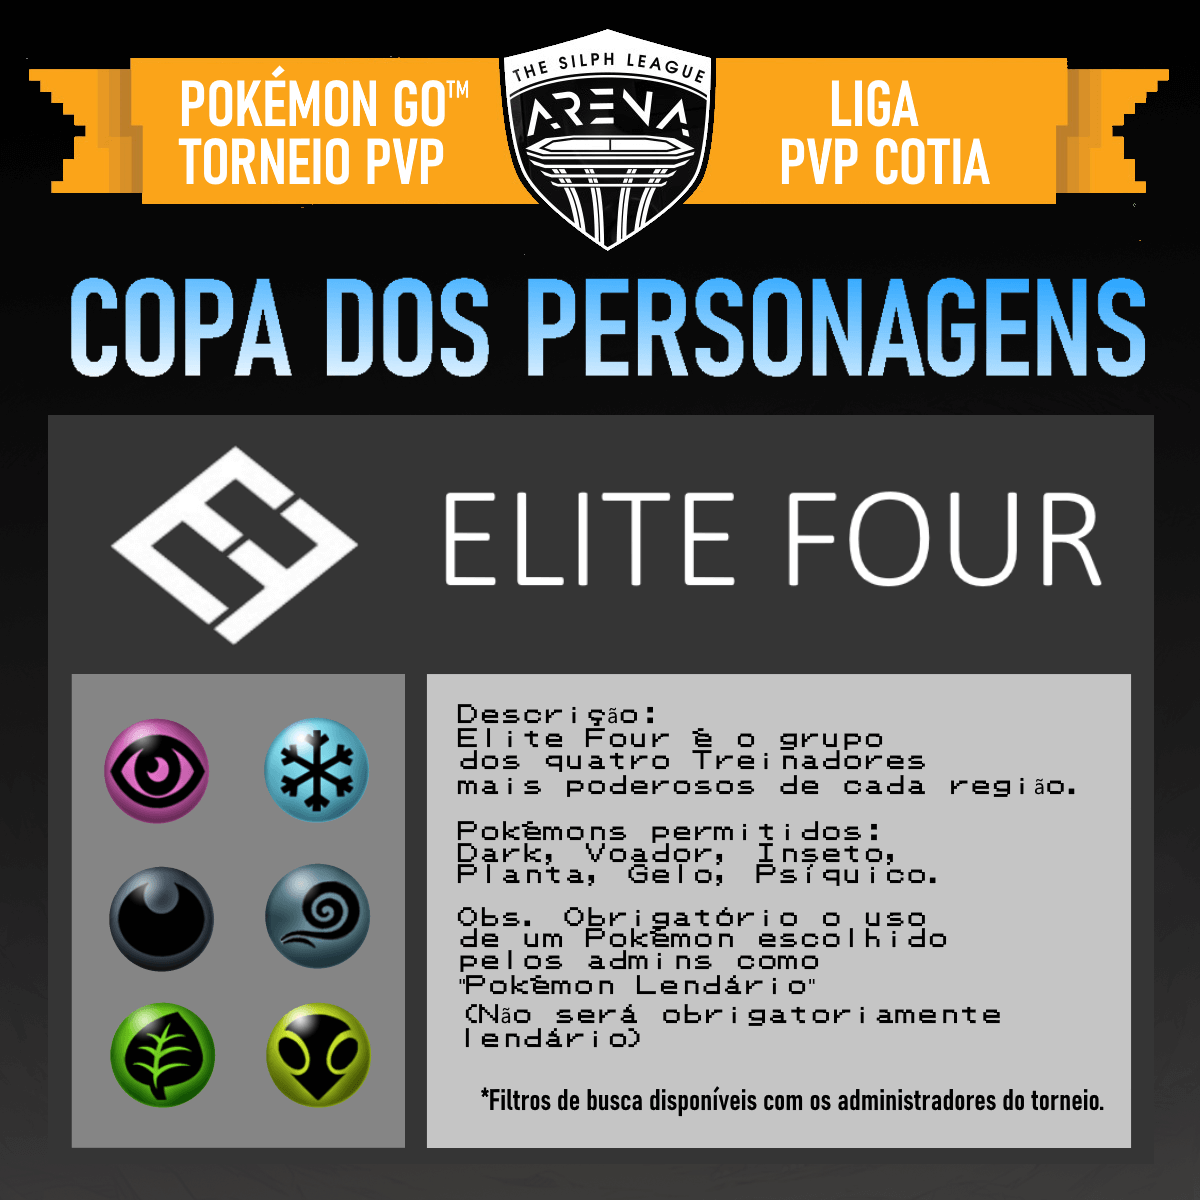 POKÉMON GO™
TORNEIO PVP
THE SILPH LEAGUE
ARENA
LIGA
PVP COTIA
COPA DOS PERSONAGENS
ELITE FOUR
Descrição:
Elite Four é o grupo
dos quatro Treinadores
mais poderosos de cada região.
Pokémons permitidos:
Dark, Voador, Inseto,
Planta, Gelo, Psíquico.
Obs. Obrigatório o uso
de um Pokémon escolhido
pelos admins como
"Pokémon Lendário"
(Não será obrigatoriamente
lendário)
*Filtros de busca disponíveis com os administradores do torneio.